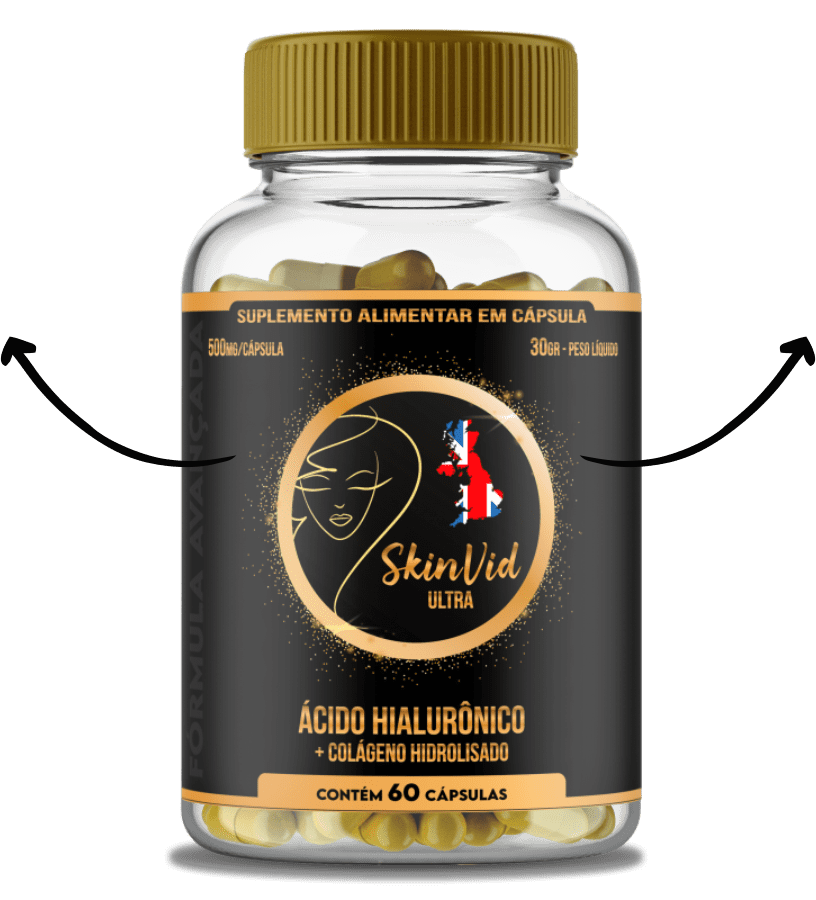 SUPLEMENTO ALIMENTAR EM CÁPSULA
500MG/CÁPSULA
30GR - PESO LÍQUIDO
FÓRMULA AVANÇADA
SkinVid
ULTRA
ÁCIDO HIALURÔNICO
+ COLÁGENO HIDROLISADO
CONTÉM 60 CÁPSULAS